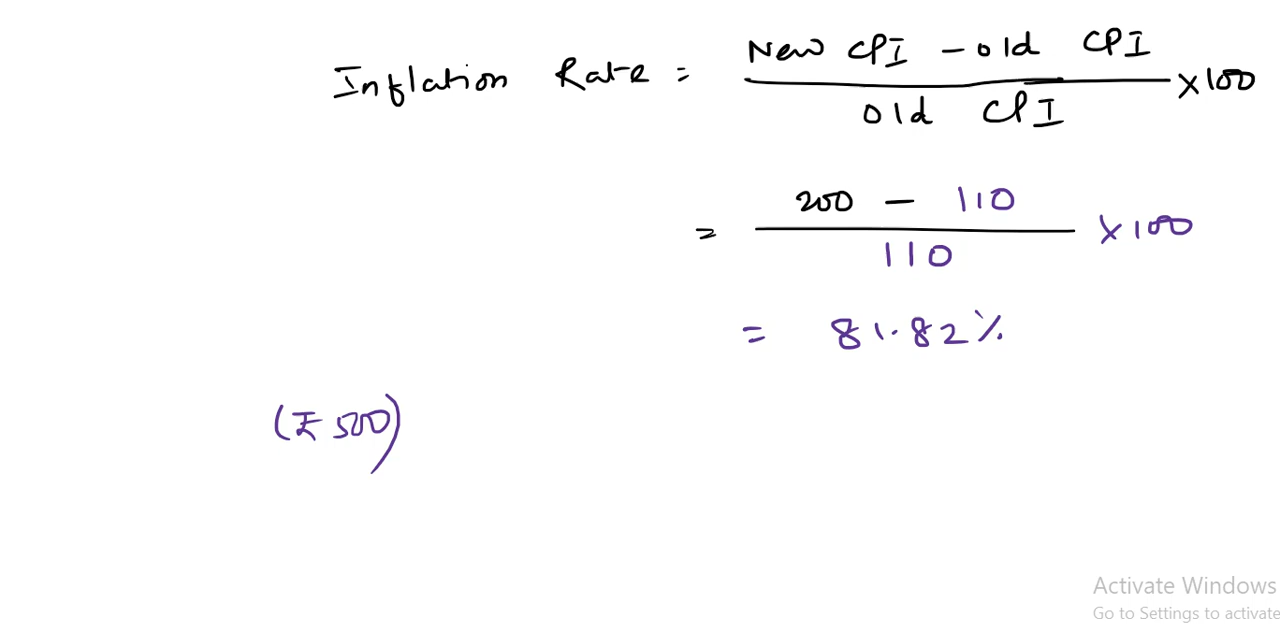 Inflation Rate = New CPI - old CPI / old CPI × 100
= 200 - 110 / 110 × 100
= 81.82%
(₹ 500)
Activate Windows
Go to Settings to activate